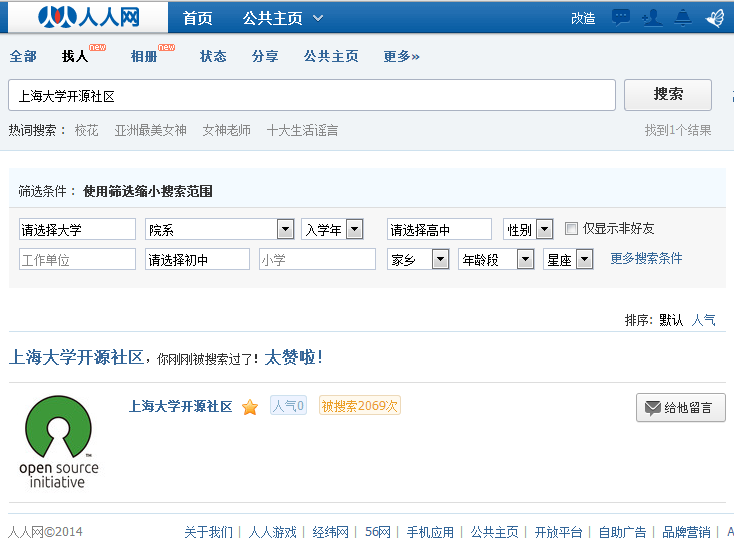 人人网 首页 公共主页 改造
全部 找人 new 相册 new 状态 分享 公共主页 更多»
上海大学开源社区 搜索
热词搜索： 校花 亚洲最美女神 女神老师 十大生活谣言 找到1个结果
筛选条件： 使用筛选缩小搜索范围
请选择大学 院系 入学年 请选择高中 性别 仅显示非好友
工作单位 请选择初中 小学 家乡 年龄段 星座 更多搜索条件
排序: 默认 人气
上海大学开源社区，你刚刚被搜索过了！太赞啦！
上海大学开源社区 人气0 被搜索2069次 给他留言
open source
initiative
人人网©2014 关于我们 | 人人游戏 | 经纬网 | 56网 | 手机应用 | 公共主页 | 开放平台 | 自助广告 | 品牌营销 |